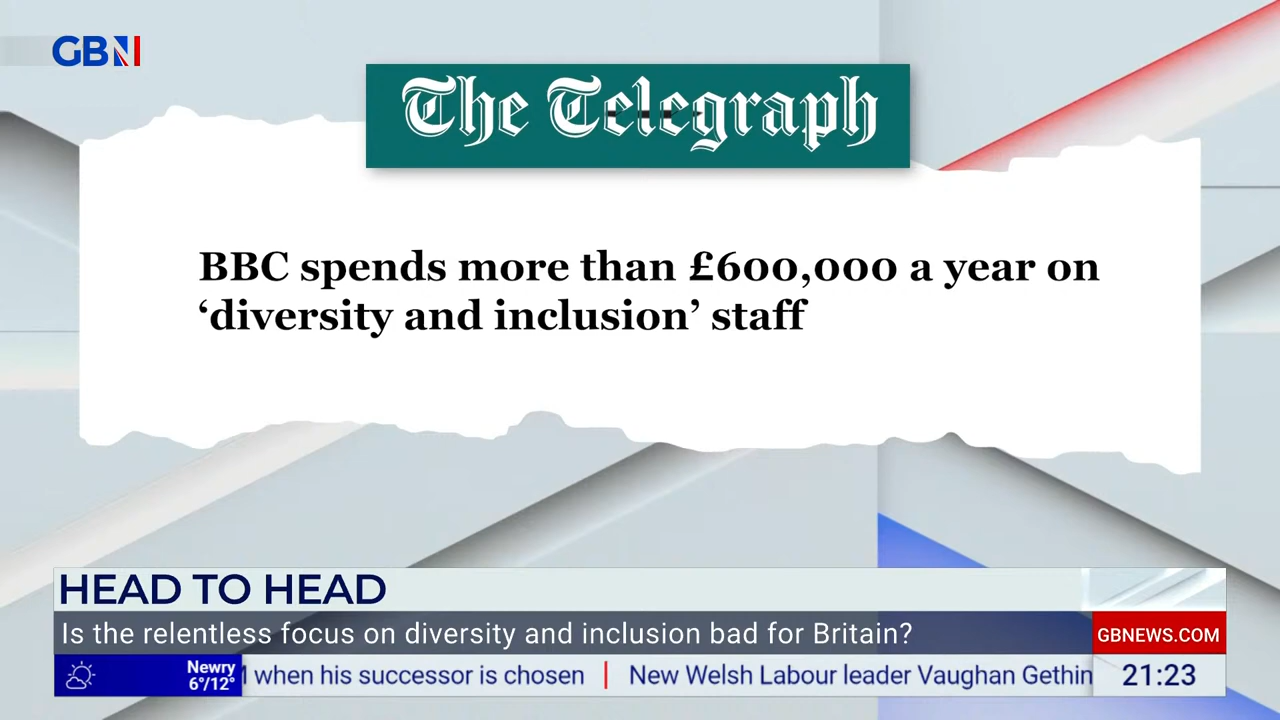 GBN
The Telegraph
BBC spends more than £600,000 a year on
‘diversity and inclusion’ staff
HEAD TO HEAD
Is the relentless focus on diversity and inclusion bad for Britain?
GBNEWS.COM
Newry
6°/12°
when his successor is chosen | New Welsh Labour leader Vaughan Gethin
21:23